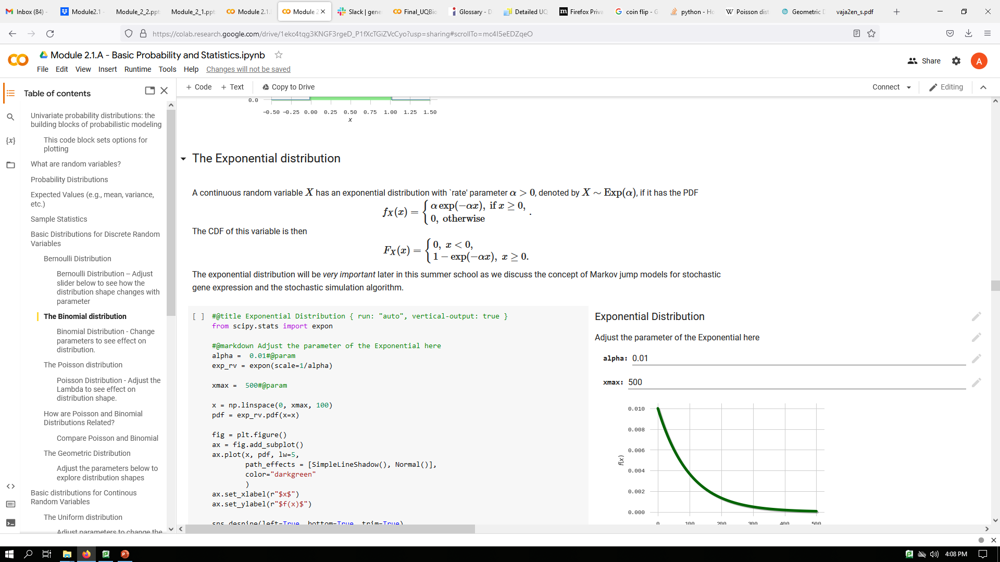 Inbox (84) -
Module2.1 -
Module_2_2.ppt
Module_2_1.ppt
Module 2.1.
Module 2
Slack | gene
Final_UQBio
Glossary - D
Detailed UQ
Firefox Priva
coin flip - G
python - Ho
Poisson dist
Geometric D
vaja2en_s.pdf
https://colab.research.google.com/drive/1ekc4tqg3KNGF3rgeD_P1fXcTGiZVcCyo?usp=sharing#scrollTo=mc4I5eEDZqeO
Module 2.1.A - Basic Probability and Statistics.ipynb
File Edit View Insert Runtime Tools Help Changes will not be saved
Share
A
+ Code + Text Copy to Drive
Connect
Editing
Table of contents
Univariate probability distributions: the
building blocks of probabilistic modeling
This code block sets options for
plotting
What are random variables?
Probability Distributions
Expected Values (e.g., mean, variance,
etc.)
Sample Statistics
Basic Distributions for Discrete Random
Variables
Bernoulli Distribution
Bernoulli Distribution – Adjust
slider below to see how the
distribution shape changes with
parameter
The Binomial distribution
Binomial Distribution - Change
parameters to see effect on
distribution.
The Poisson distribution
Poisson Distribution - Adjust the
Lambda to see effect on
distribution shape.
How are Poisson and Binomial
Distributions Related?
Compare Poisson and Binomial
The Geometric Distribution
Adjust the parameters below to
explore distribution shapes
Basic distributions for Continous
Random Variables
The Uniform distribution
Adjust parameters to change the
{x}
0.0
−0.50 −0.25 0.00 0.25 0.50 0.75 1.00 1.25 1.50
x
The Exponential distribution
A continuous random variable X has an exponential distribution with `rate' parameter α > 0, denoted by X ∼ Exp(α), if it has the PDF
f_X(x) = { α exp(−αx), if x ≥ 0,
0, otherwise .
The CDF of this variable is then
F_X(x) = { 0, x < 0,
1 − exp(−αx), x ≥ 0.
The exponential distribution will be very important later in this summer school as we discuss the concept of Markov jump models for stochastic
gene expression and the stochastic simulation algorithm.
[ ] #@title Exponential Distribution { run: "auto", vertical-output: true }
from scipy.stats import expon
#@markdown Adjust the parameter of the Exponential here
alpha = 0.01#@param
exp_rv = expon(scale=1/alpha)
xmax = 500#@param
x = np.linspace(0, xmax, 100)
pdf = exp_rv.pdf(x=x)
fig = plt.figure()
ax = fig.add_subplot()
ax.plot(x, pdf, lw=5,
path_effects = [SimpleLineShadow(), Normal()],
color="darkgreen"
)
ax.set_xlabel(r"$x$")
ax.set_ylabel(r"$f(x)$")
sns.despine(left=True, bottom=True, trim=True)
Exponential Distribution
Adjust the parameter of the Exponential here
alpha: 0.01
xmax: 500
0.010
0.008
0.006
f(x)
0.004
0.002
0.000
0 100 200 300 400 500
4:08 PM